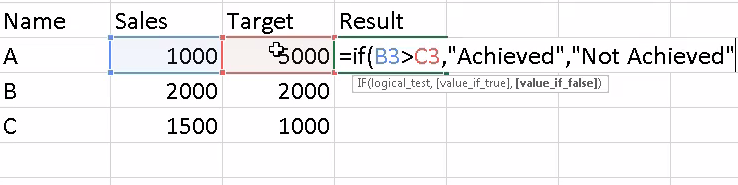 Name Sales Target Result
A 1000 5000 =if(B3>C3,"Achieved","Not Achieved"
IF(logical_test, [value_if_true], [value_if_false])
B 2000 2000
C 1500 1000